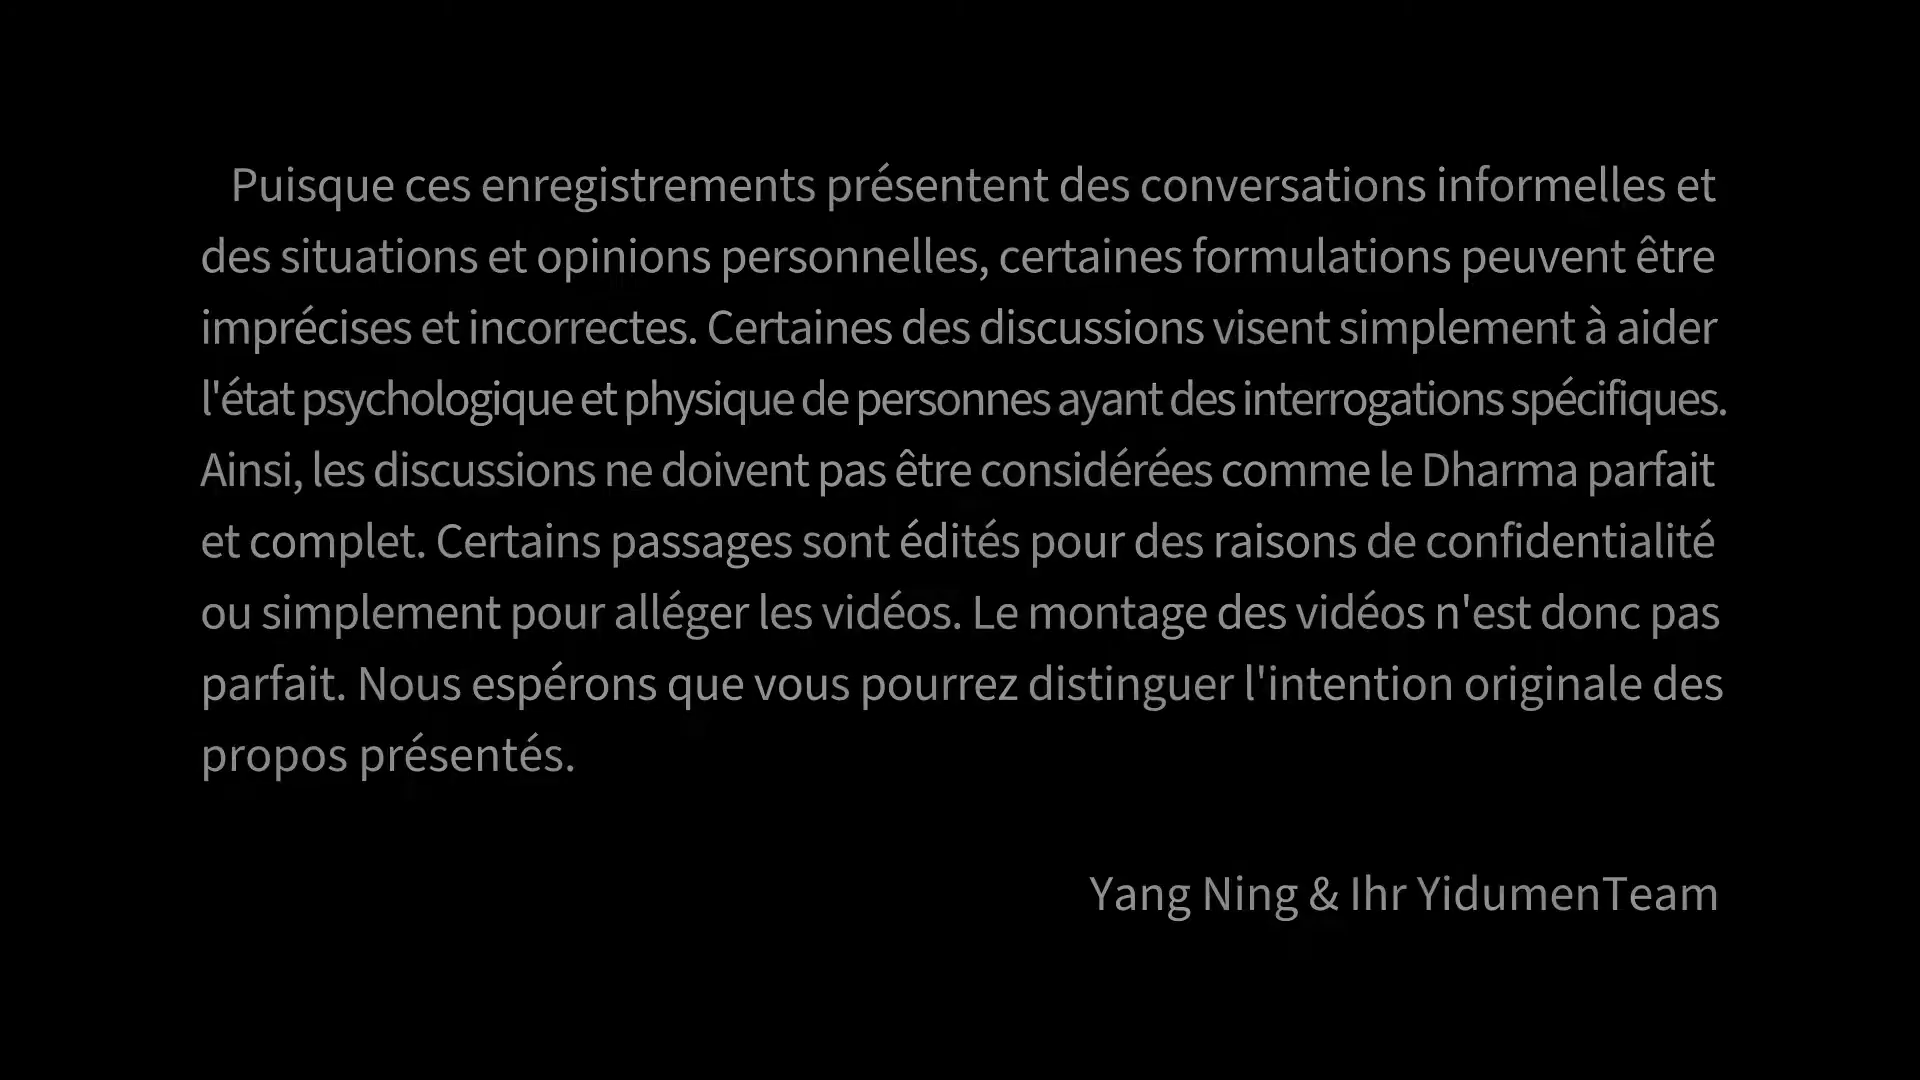 Puisque ces enregistrements présentent des conversations informelles et
des situations et opinions personnelles, certaines formulations peuvent être
imprécises et incorrectes. Certaines des discussions visent simplement à aider
l'état psychologique et physique de personnes ayant des interrogations spécifiques.
Ainsi, les discussions ne doivent pas être considérées comme le Dharma parfait
et complet. Certains passages sont édités pour des raisons de confidentialité
ou simplement pour alléger les vidéos. Le montage des vidéos n'est donc pas
parfait. Nous espérons que vous pourrez distinguer l'intention originale des
propos présentés.
Yang Ning & Ihr YidumenTeam